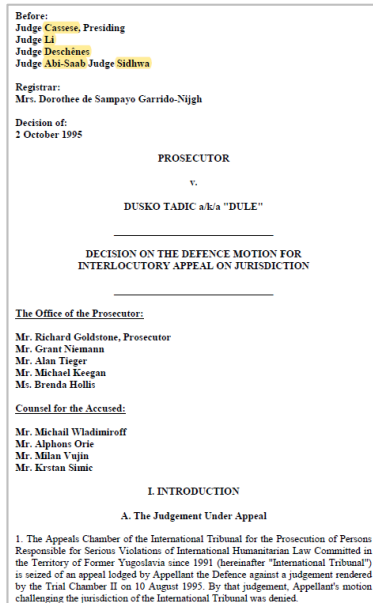 Before:
Judge Cassese, Presiding
Judge Li
Judge Deschênes
Judge Abi-Saab Judge Sidhwa
Registrar:
Mrs. Dorothee de Sampayo Garrido-Nijgh
Decision of:
2 October 1995
PROSECUTOR
v.
DUSKO TADIC a/k/a "DULE"
DECISION ON THE DEFENCE MOTION FOR
INTERLOCUTORY APPEAL ON JURISDICTION
The Office of the Prosecutor:
Mr. Richard Goldstone, Prosecutor
Mr. Grant Niemann
Mr. Alan Tieger
Mr. Michael Keegan
Ms. Brenda Hollis
Counsel for the Accused:
Mr. Michail Wladimiroff
Mr. Alphons Orie
Mr. Milan Vujin
Mr. Krstan Simic
I. INTRODUCTION
A. The Judgement Under Appeal
1. The Appeals Chamber of the International Tribunal for the Prosecution of Persons
Responsible for Serious Violations of International Humanitarian Law Committed in
the Territory of Former Yugoslavia since 1991 (hereinafter "International Tribunal")
is seized of an appeal lodged by Appellant the Defence against a judgement rendered
by the Trial Chamber II on 10 August 1995. By that judgement, Appellant's motion
challenging the jurisdiction of the International Tribunal was denied.